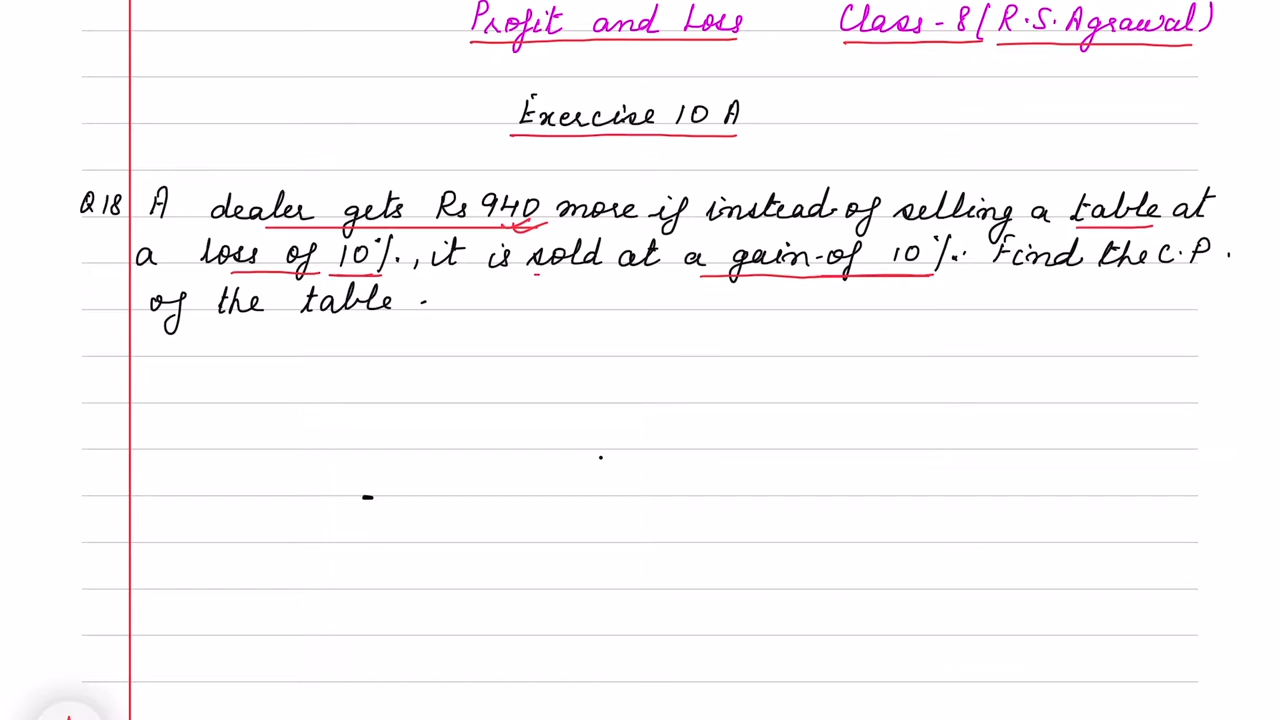 Profit and Loss Class-8(R.S.Agrawal)
Exercise 10 A
Q18 A dealer gets Rs 940 more if instead of selling a table at
a loss of 10%, it is sold at a gain of 10%. Find the C.P.
of the table.